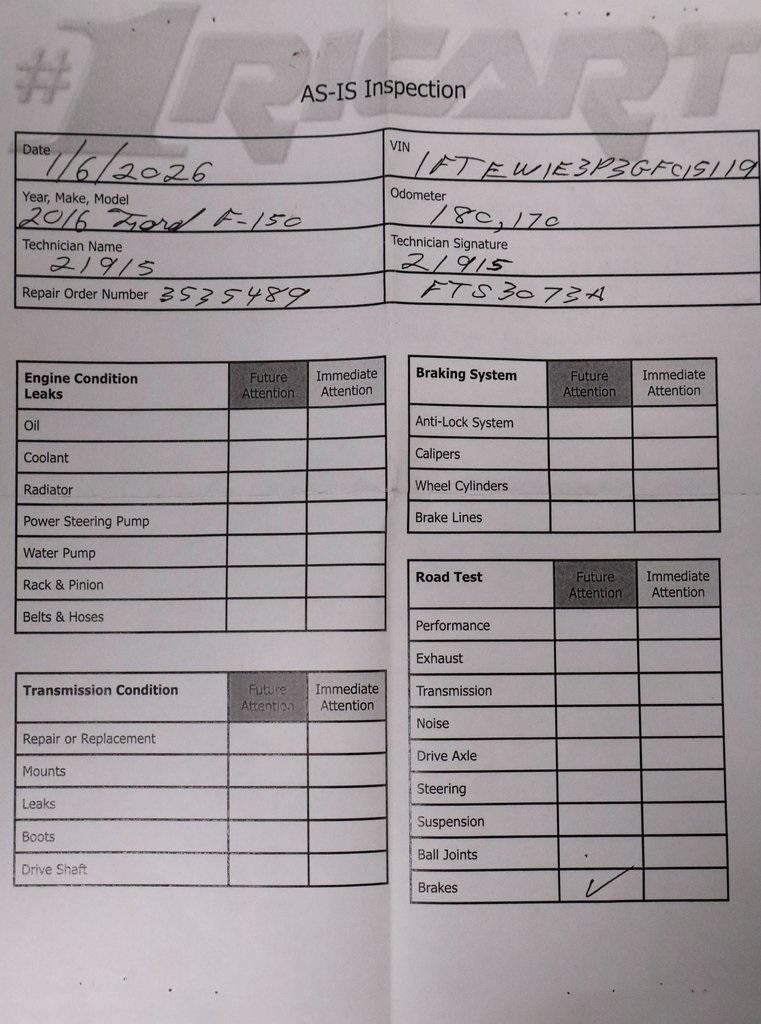 #1 RICART
AS-IS Inspection
Date 1/6/2026
VIN 1FTEW1E3P3GFC15119
Year, Make, Model
2016 Ford F-150
Odometer
180,170
Technician Name
21915
Technician Signature
21915
Repair Order Number 3535489
FTS3073A
Engine Condition Leaks
Future Attention
Immediate Attention
Oil
Coolant
Radiator
Power Steering Pump
Water Pump
Rack & Pinion
Belts & Hoses
Transmission Condition
Future Attention
Immediate Attention
Repair or Replacement
Mounts
Leaks
Boots
Drive Shaft
Braking System
Future Attention
Immediate Attention
Anti-Lock System
Calipers
Wheel Cylinders
Brake Lines
Road Test
Future Attention
Immediate Attention
Performance
Exhaust
Transmission
Noise
Drive Axle
Steering
Suspension
Ball Joints
Brakes ✓